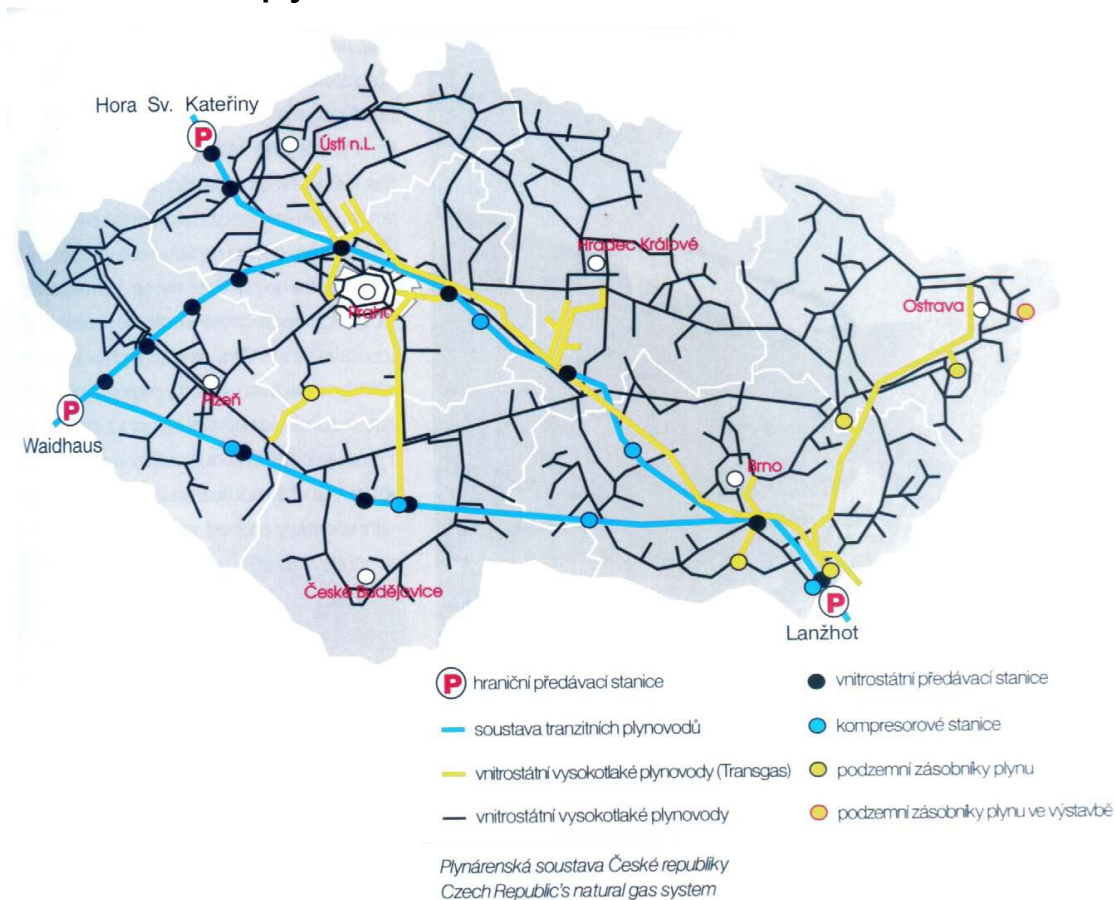 Hora Sv. Kateřiny
P
Ústí n.L.
Hradec Králové
Praha
Ostrava
Plzeň
P
Waidhaus
Brno
České Budějovice
P
Lanžhot
P hraniční předávací stanice
soustava tranzitních plynovodů
vnitrostátní vysokotlaké plynovody (Transgas)
vnitrostátní vysokotlaké plynovody
vnitrostátní předávací stanice
kompresorové stanice
podzemní zásobníky plynu
podzemní zásobníky plynu ve výstavbě
Plynárenská soustava České republiky
Czech Republic's natural gas system